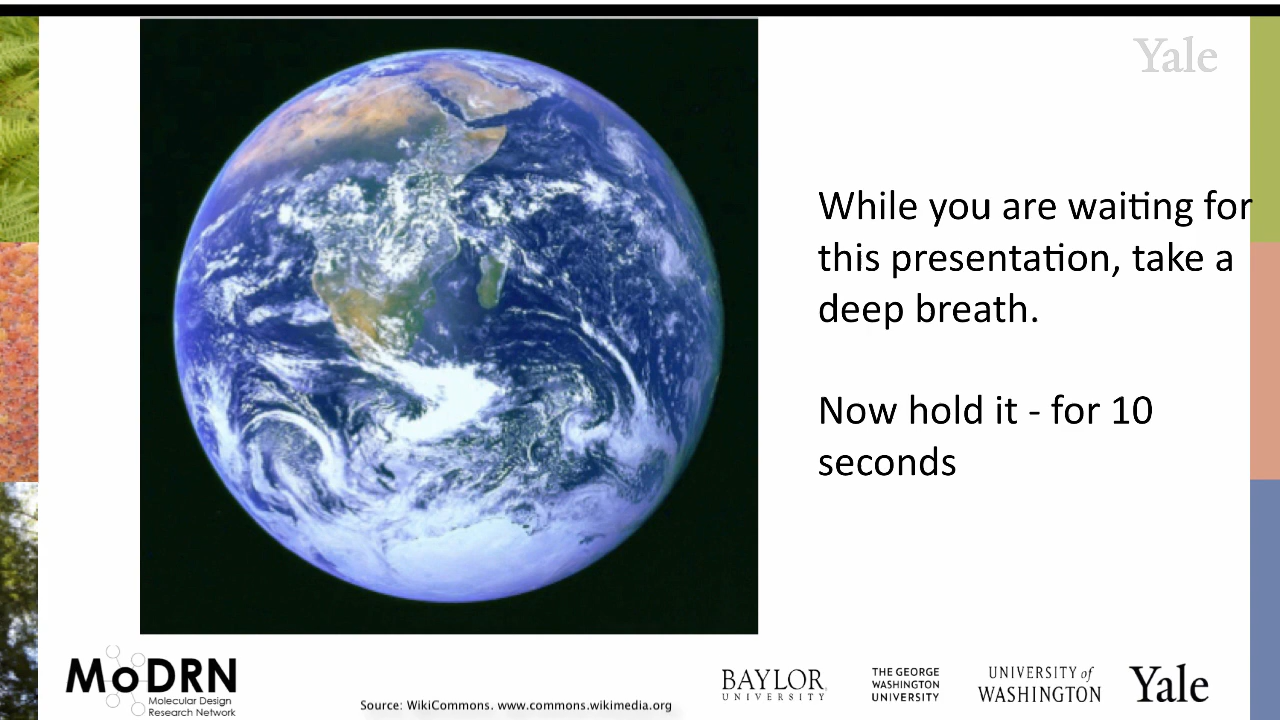 Yale
While you are waiting for
this presentation, take a
deep breath.
Now hold it - for 10
seconds
MoDRN
Molecular Design
Research Network
Source: WikiCommons. www.commons.wikimedia.org
BAYLOR
UNIVERSITY
THE GEORGE
WASHINGTON
UNIVERSITY
UNIVERSITY of
WASHINGTON
Yale